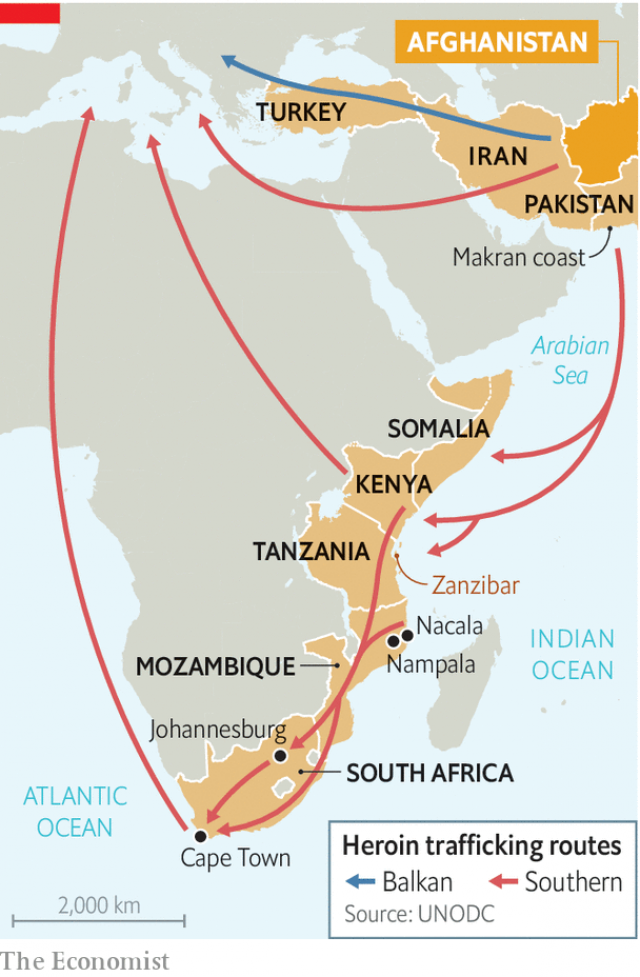 AFGHANISTAN
TURKEY
IRAN
PAKISTAN
Makran coast
Arabian
Sea
SOMALIA
KENYA
TANZANIA
Zanzibar
Nacala
INDIAN
OCEAN
MOZAMBIQUE
Nampala
Johannesburg
SOUTH AFRICA
ATLANTIC
OCEAN
Cape Town
Heroin trafficking routes
Balkan Southern
Source: UNODC
2,000 km
The Economist